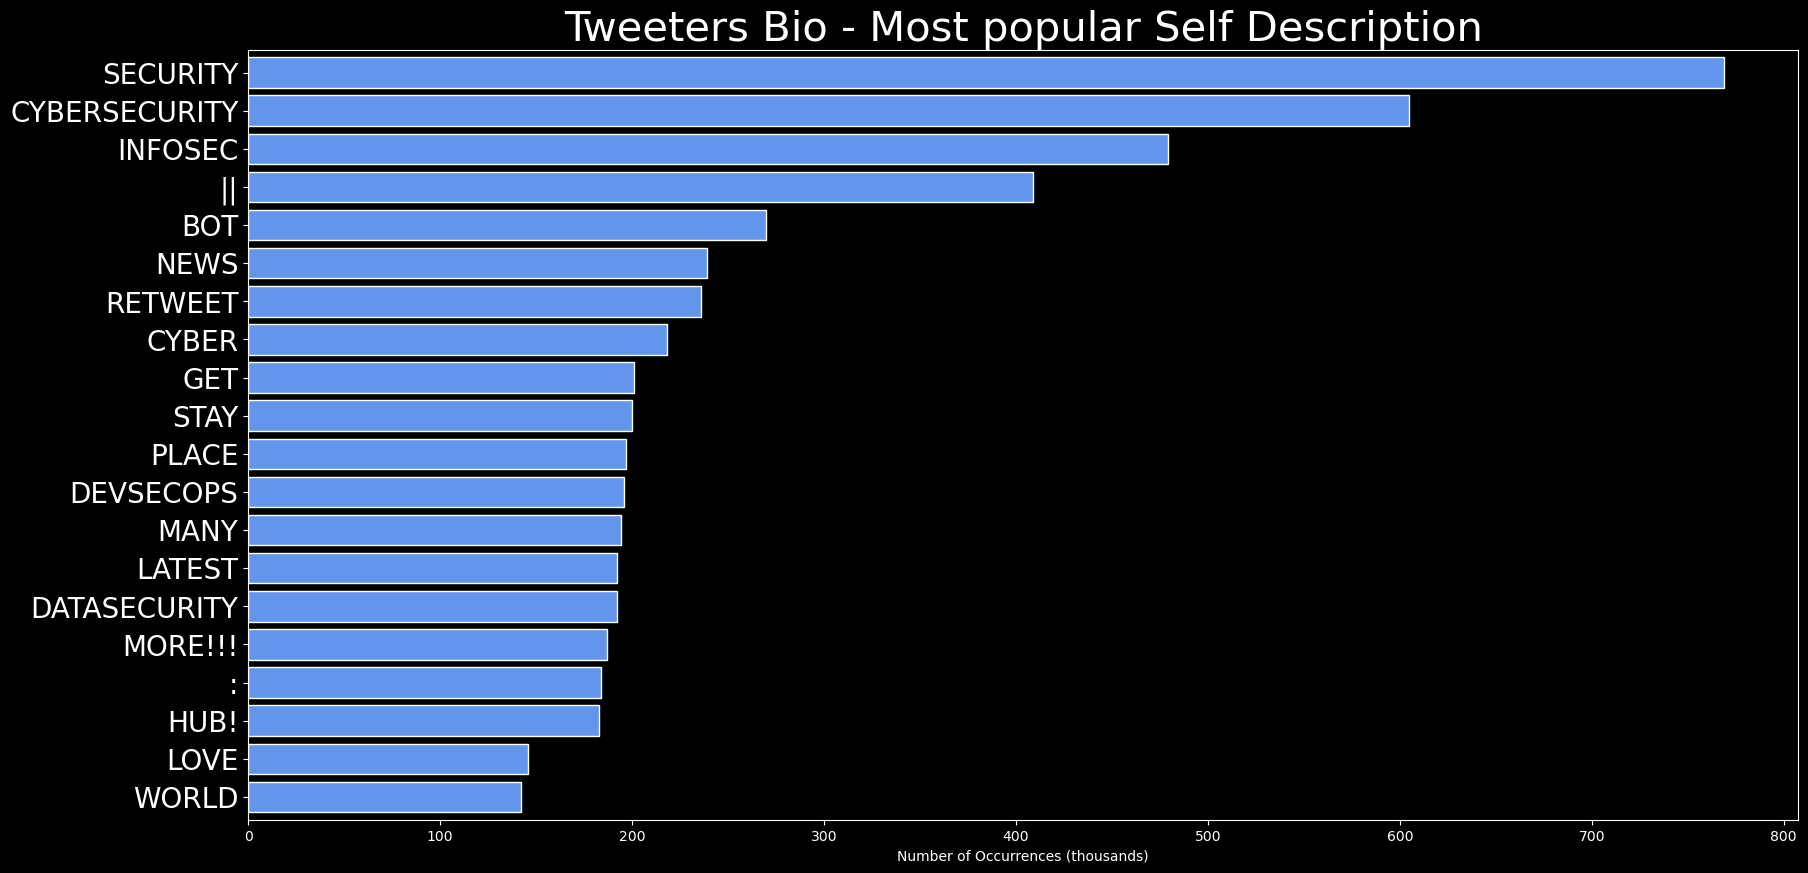 Tweeters Bio - Most popular Self Description
SECURITY
CYBERSECURITY
INFOSEC
||
BOT
NEWS
RETWEET
CYBER
GET
STAY
PLACE
DEVSECOPS
MANY
LATEST
DATASECURITY
MORE!!!
:
HUB!
LOVE
WORLD
0 100 200 300 400 500 600 700 800
Number of Occurrences (thousands)